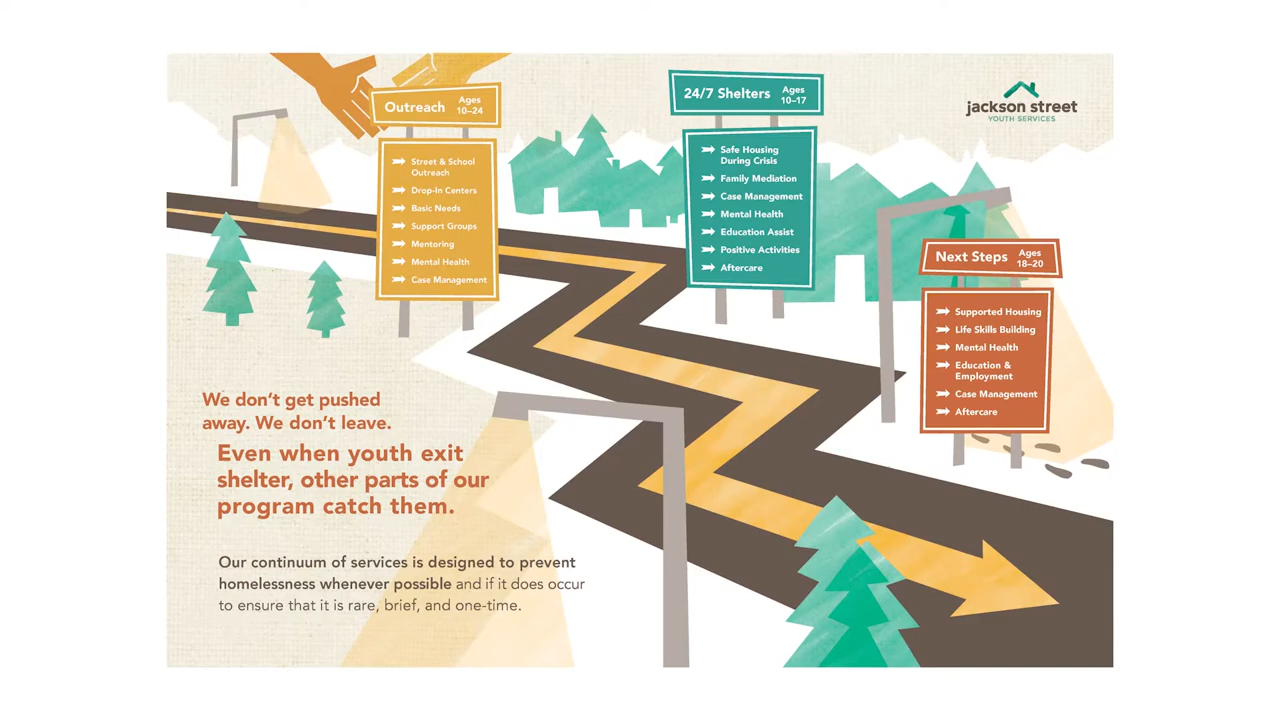 Outreach Ages 10–24
Street & School
Outreach
Drop-In Centers
Basic Needs
Support Groups
Mentoring
Mental Health
Case Management
24/7 Shelters Ages 10–17
Safe Housing
During Crisis
Family Mediation
Case Management
Mental Health
Education Assist
Positive Activities
Aftercare
jackson street
YOUTH SERVICES
Next Steps Ages 18–20
Supported Housing
Life Skills Building
Mental Health
Education &
Employment
Case Management
Aftercare
We don’t get pushed
away. We don’t leave.
Even when youth exit
shelter, other parts of our
program catch them.
Our continuum of services is designed to prevent
homelessness whenever possible and if it does occur
to ensure that it is rare, brief, and one-time.